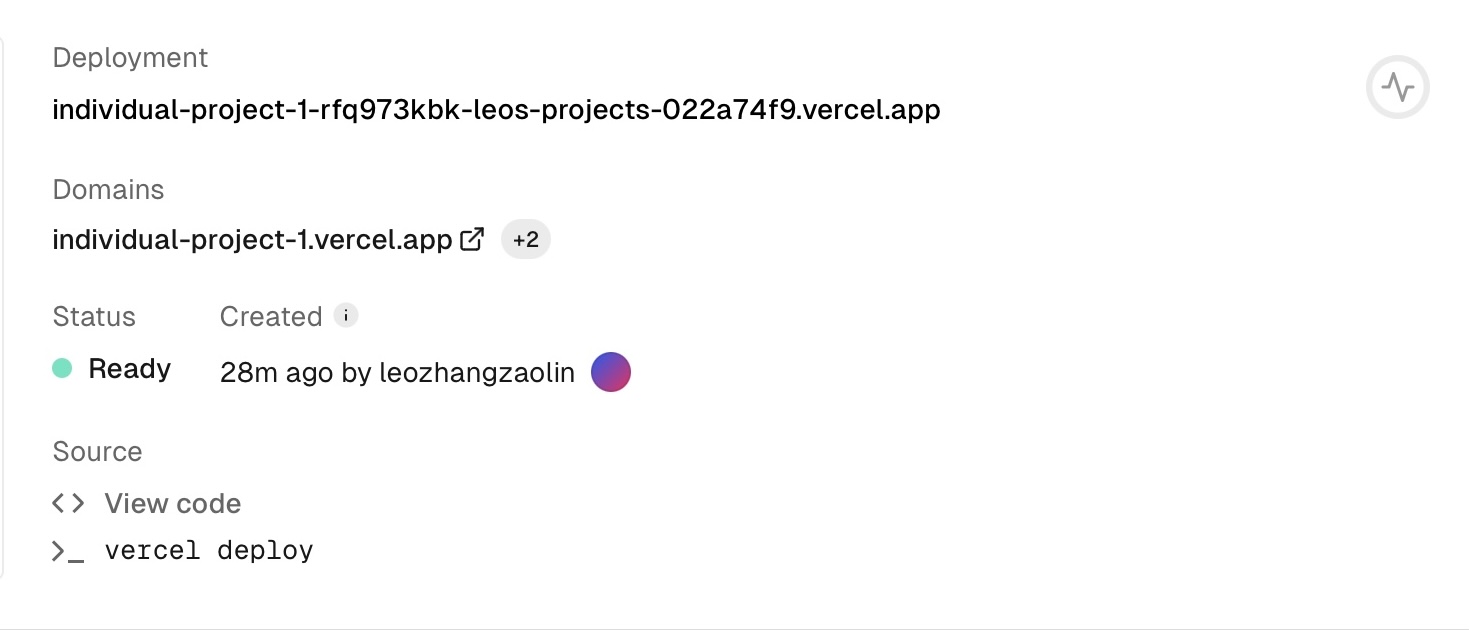 Deployment
individual-project-1-rfq973kbk-leos-projects-022a74f9.vercel.app
Domains
individual-project-1.vercel.app +2
Status Created i
Ready 28m ago by leozhangzaolin
Source
<> View code
>_ vercel deploy